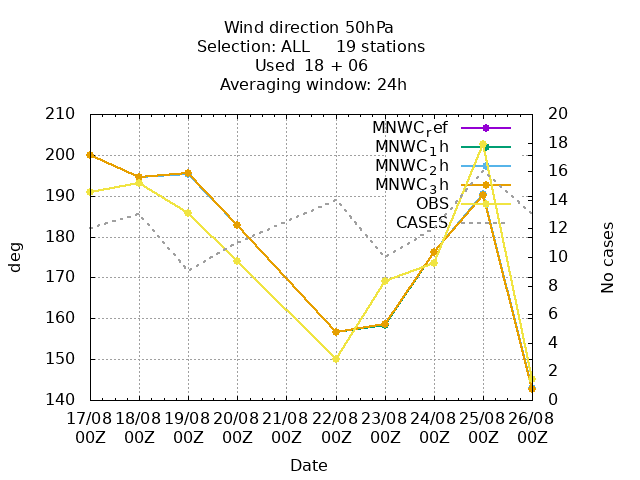 Wind direction 50hPa
Selection: ALL 19 stations
Used 18 + 06
Averaging window: 24h
deg
No cases
210
200
190
180
170
160
150
140
20
18
16
14
12
10
8
6
4
2
0
MNWC_ref
MNWC_1h
MNWC_2h
MNWC_3h
OBS
CASES
17/08 18/08 19/08 20/08 21/08 22/08 23/08 24/08 25/08 26/08
00Z 00Z 00Z 00Z 00Z 00Z 00Z 00Z 00Z 00Z
Date